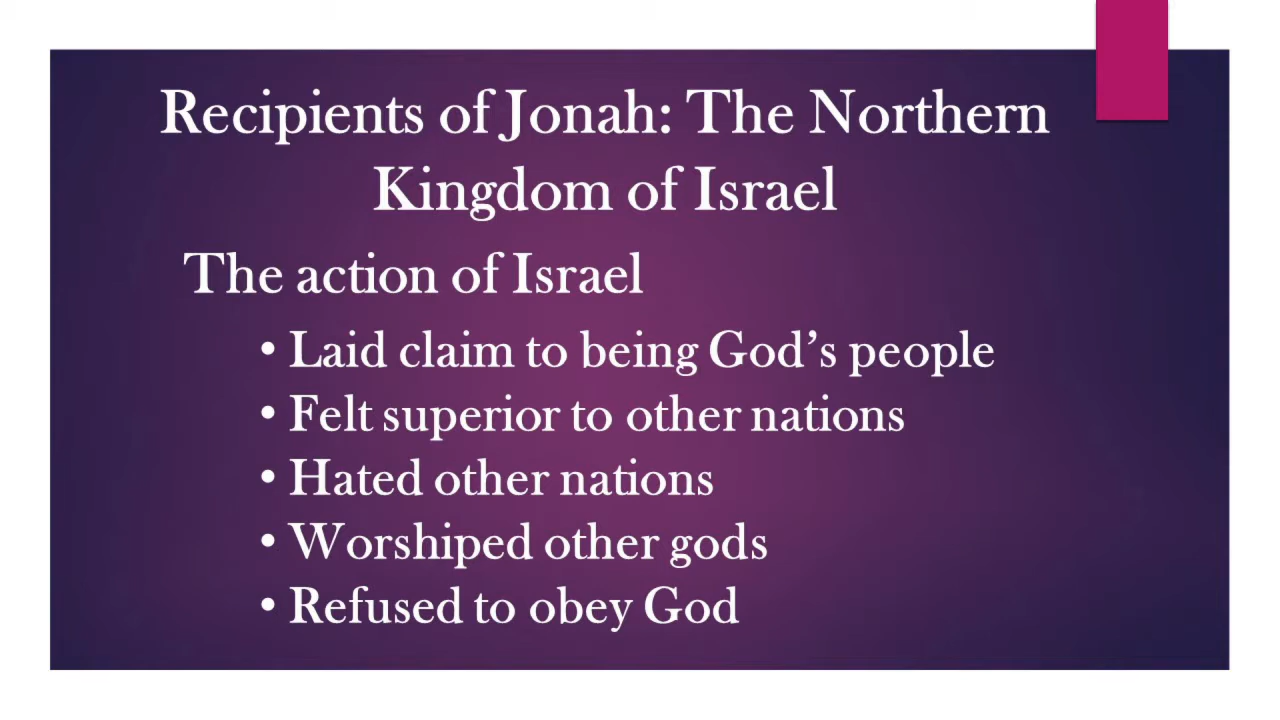 Recipients of Jonah: The Northern
Kingdom of Israel
The action of Israel
• Laid claim to being God’s people
• Felt superior to other nations
• Hated other nations
• Worshiped other gods
• Refused to obey God